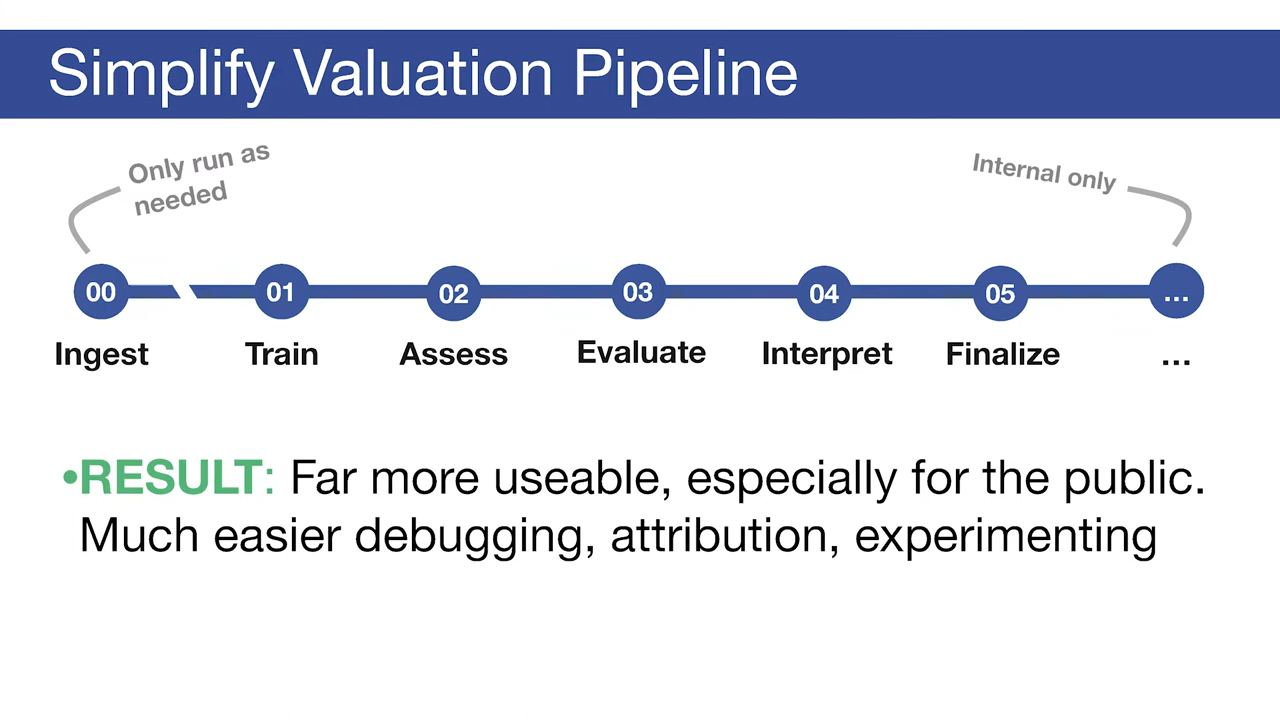 Simplify Valuation Pipeline
Only run as
needed
Internal only
00
01
02
03
04
05
...
Ingest
Train
Assess
Evaluate
Interpret
Finalize
...
•RESULT: Far more useable, especially for the public.
Much easier debugging, attribution, experimenting